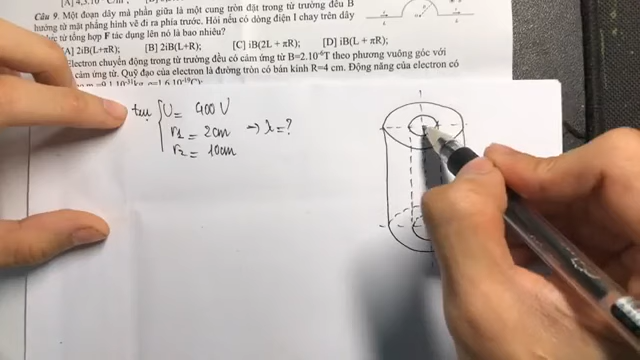 [A] 4,3.10
Câu 9. Một đoạn dây mà phần giữa là một cung tròn đặt trong từ trường đều B
hướng từ mặt phẳng hình vẽ đi ra phía trước. Hỏi nếu có dòng điện I chạy trên dây
lực từ tổng hợp F tác dụng lên nó là bao nhiêu?
[A] 2iB(L+πR); [B] 2iB(L+R); [C] iB(2L + πR); [D] iB(L + πR);
Electron chuyển động trong từ trường đều có cảm ứng từ B=2.10⁻⁶T theo phương vuông góc với
cảm ứng từ. Quỹ đạo của electron là đường tròn có bán kính R=4 cm. Động năng của electron có
trụ U = 400 V
r1 = 2cm → λ = ?
r2 = 10cm